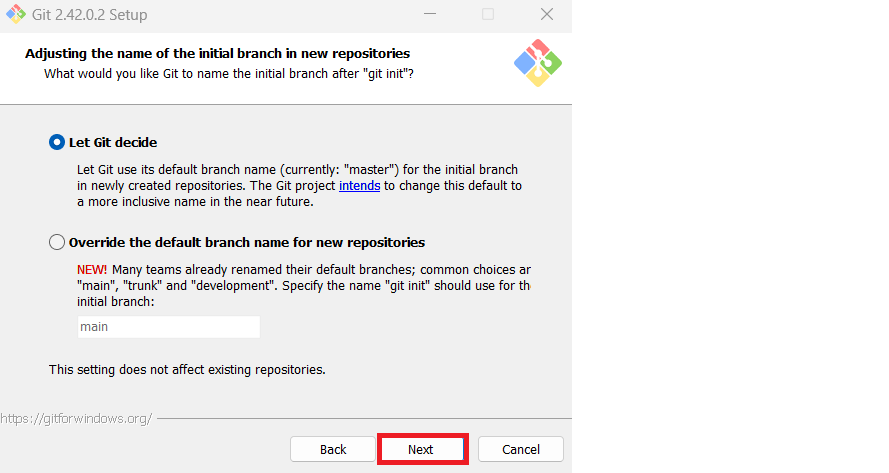 Git 2.42.0.2 Setup
Adjusting the name of the initial branch in new repositories
What would you like Git to name the initial branch after "git init"?
Let Git decide
Let Git use its default branch name (currently: "master") for the initial branch
in newly created repositories. The Git project intends to change this default to
a more inclusive name in the near future.
Override the default branch name for new repositories
NEW! Many teams already renamed their default branches; common choices ar
"main", "trunk" and "development". Specify the name "git init" should use for the
initial branch:
main
This setting does not affect existing repositories.
https://gitforwindows.org/
Back
Next
Cancel